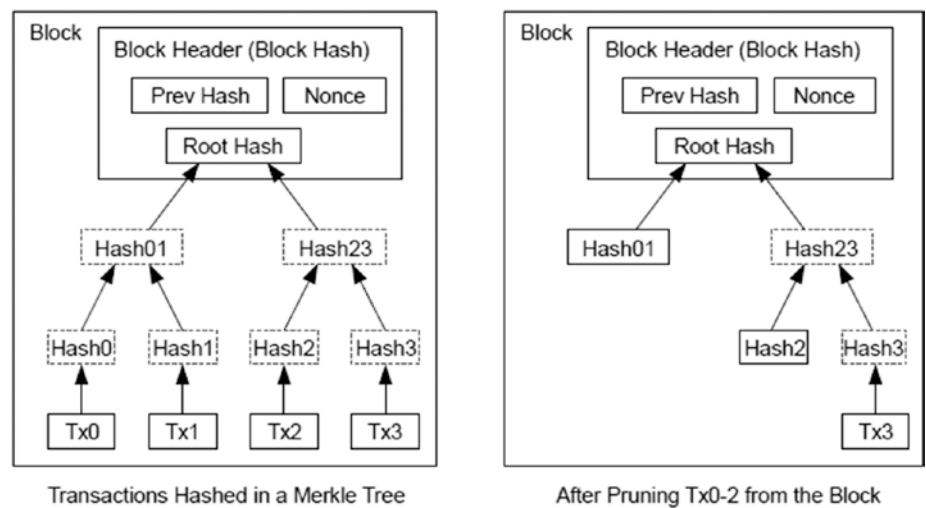 Block
Block Header (Block Hash)
Prev Hash
Nonce
Root Hash
Hash01
Hash23
Hash0
Hash1
Hash2
Hash3
Tx0
Tx1
Tx2
Tx3
Transactions Hashed in a Merkle Tree
Block
Block Header (Block Hash)
Prev Hash
Nonce
Root Hash
Hash01
Hash23
Hash2
Hash3
Tx3
After Pruning Tx0-2 from the Block